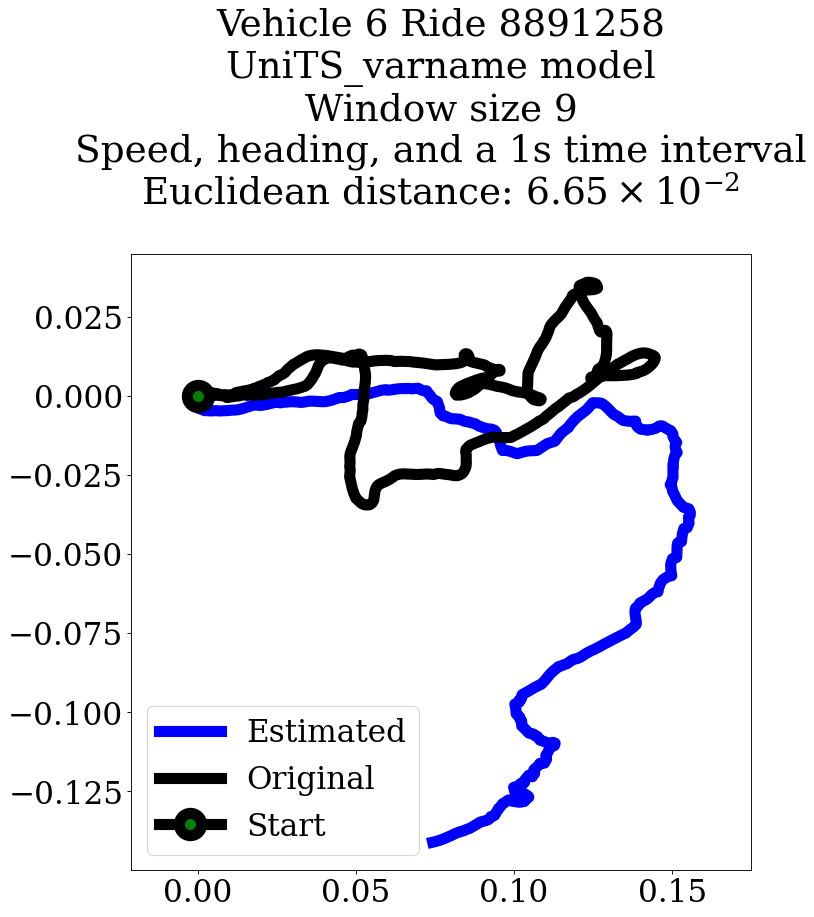 Vehicle 6 Ride 8891258
UniTS_varname model
Window size 9
Speed, heading, and a 1s time interval
Euclidean distance: 6.65 × 10⁻²
0.025
0.000
−0.025
−0.050
−0.075
−0.100
−0.125
Estimated
Original
Start
0.00 0.05 0.10 0.15